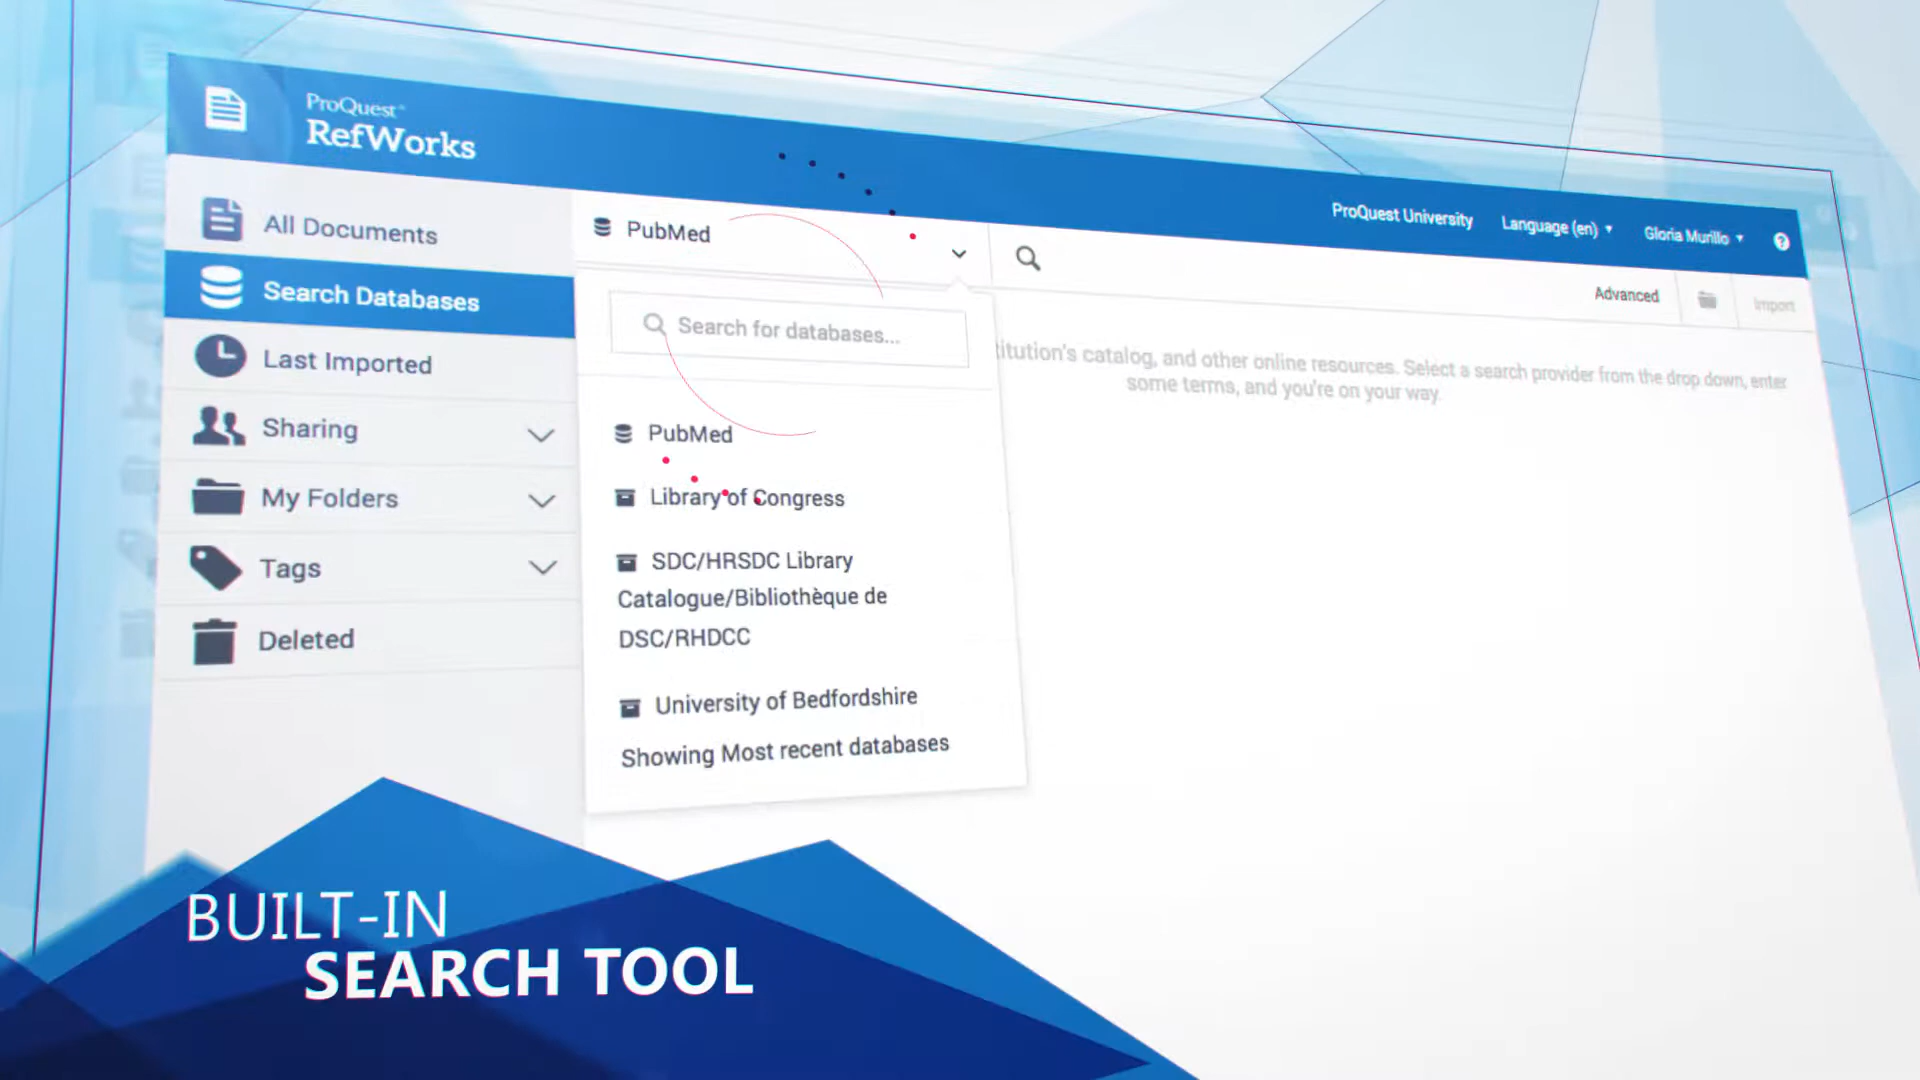 ProQuest
RefWorks
ProQuest University
Language (en)
Gloria Murillo
?
All Documents
Search Databases
Last Imported
Sharing
My Folders
Tags
Deleted
PubMed
Advanced
Import
Search for databases...
PubMed
Library of Congress
SDC/HRSDC Library
Catalogue/Bibliothèque de
DSC/RHDCC
University of Bedfordshire
Showing Most recent databases
titution's catalog, and other online resources. Select a search provider from the drop down, enter
some terms, and you're on your way.
BUILT-IN
SEARCH TOOL